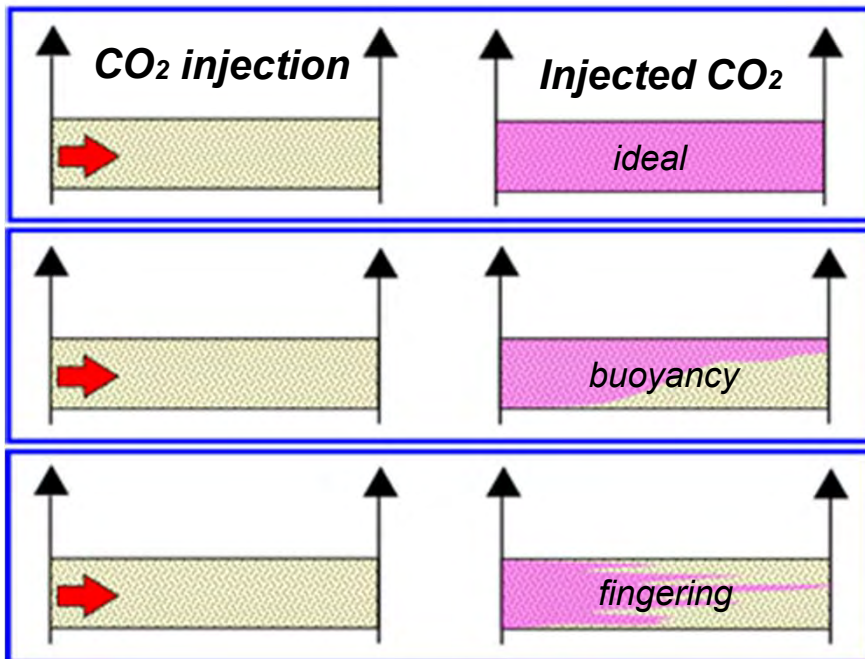 CO₂ injection
Injected CO₂
ideal
buoyancy
fingering